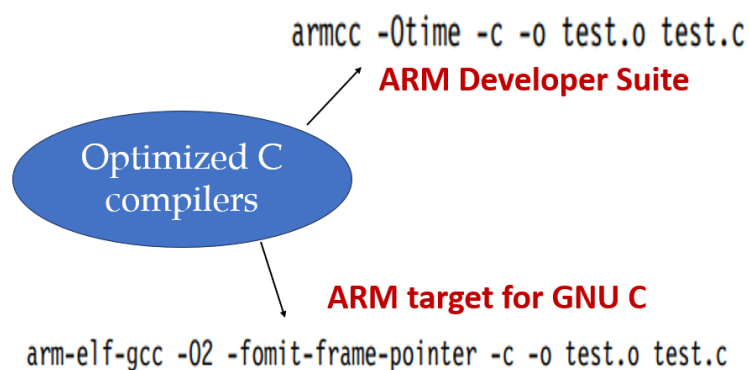 armcc -Otime -c -o test.o test.c
ARM Developer Suite
Optimized C
compilers
ARM target for GNU C
arm-elf-gcc -O2 -fomit-frame-pointer -c -o test.o test.c